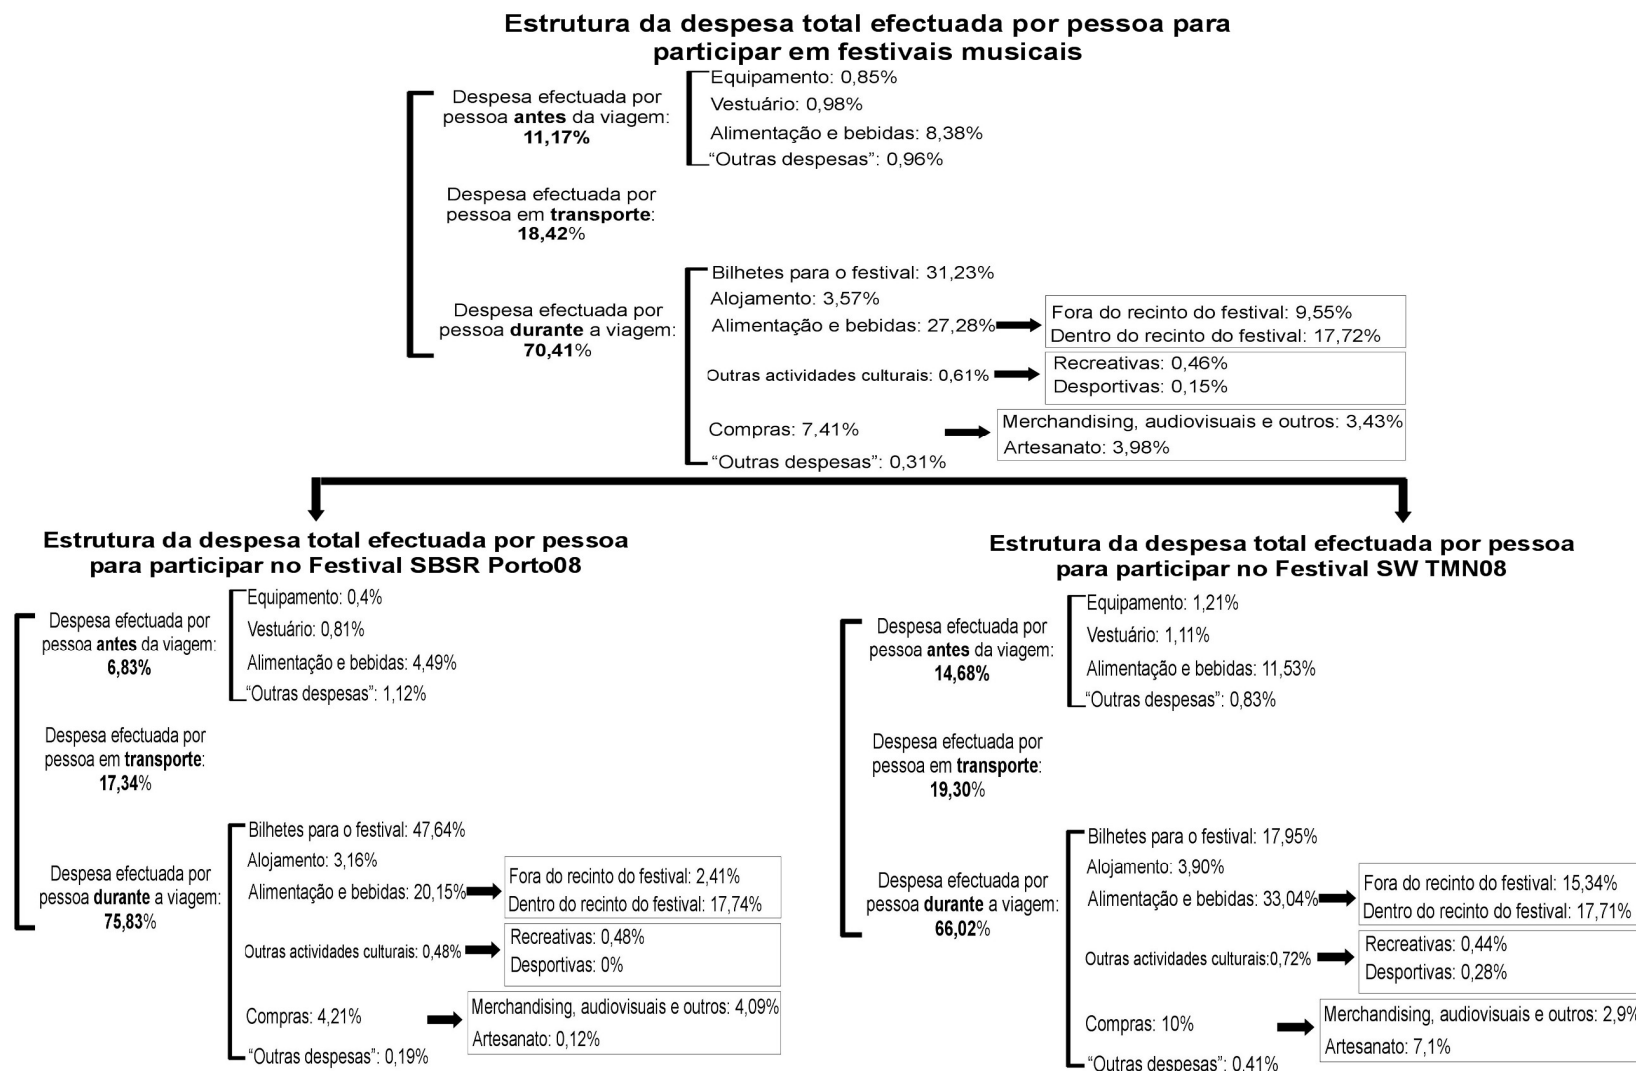 Estrutura da despesa total efectuada por pessoa para
participar em festivais musicais
Despesa efectuada por
pessoa antes da viagem:
11,17%
Equipamento: 0,85%
Vestuário: 0,98%
Alimentação e bebidas: 8,38%
“Outras despesas”: 0,96%
Despesa efectuada por
pessoa em transporte:
18,42%
Despesa efectuada por
pessoa durante a viagem:
70,41%
Bilhetes para o festival: 31,23%
Alojamento: 3,57%
Alimentação e bebidas: 27,28%
Fora do recinto do festival: 9,55%
Dentro do recinto do festival: 17,72%
Outras actividades culturais: 0,61%
Recreativas: 0,46%
Desportivas: 0,15%
Compras: 7,41%
Merchandising, audiovisuais e outros: 3,43%
Artesanato: 3,98%
“Outras despesas”: 0,31%
Estrutura da despesa total efectuada por pessoa
para participar no Festival SBSR Porto08
Despesa efectuada por
pessoa antes da viagem:
6,83%
Equipamento: 0,4%
Vestuário: 0,81%
Alimentação e bebidas: 4,49%
“Outras despesas”: 1,12%
Despesa efectuada por
pessoa em transporte:
17,34%
Despesa efectuada por
pessoa durante a viagem:
75,83%
Bilhetes para o festival: 47,64%
Alojamento: 3,16%
Alimentação e bebidas: 20,15%
Fora do recinto do festival: 2,41%
Dentro do recinto do festival: 17,74%
Outras actividades culturais: 0,48%
Recreativas: 0,48%
Desportivas: 0%
Compras: 4,21%
Merchandising, audiovisuais e outros: 4,09%
Artesanato: 0,12%
“Outras despesas”: 0,19%
Estrutura da despesa total efectuada por pessoa
para participar no Festival SW TMN08
Despesa efectuada por
pessoa antes da viagem:
14,68%
Equipamento: 1,21%
Vestuário: 1,11%
Alimentação e bebidas: 11,53%
“Outras despesas”: 0,83%
Despesa efectuada por
pessoa em transporte:
19,30%
Despesa efectuada por
pessoa durante a viagem:
66,02%
Bilhetes para o festival: 17,95%
Alojamento: 3,90%
Alimentação e bebidas: 33,04%
Fora do recinto do festival: 15,34%
Dentro do recinto do festival: 17,71%
Outras actividades culturais:0,72%
Recreativas: 0,44%
Desportivas: 0,28%
Compras: 10%
Merchandising, audiovisuais e outros: 2,9%
Artesanato: 7,1%
“Outras despesas”: 0,41%